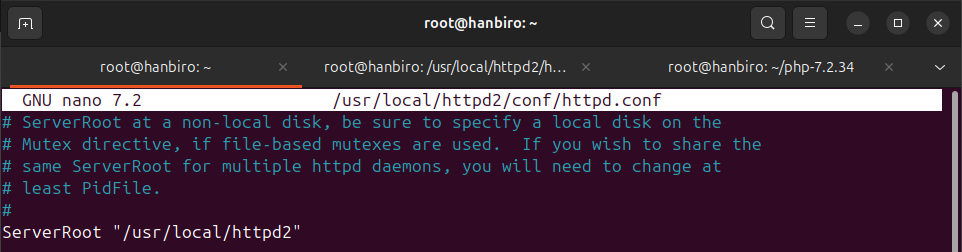 root@hanbiro: ~
root@hanbiro: ~ root@hanbiro: /usr/local/httpd2/h... root@hanbiro: ~/php-7.2.34
GNU nano 7.2 /usr/local/httpd2/conf/httpd.conf
# ServerRoot at a non-local disk, be sure to specify a local disk on the
# Mutex directive, if file-based mutexes are used.  If you wish to share the
# same ServerRoot for multiple httpd daemons, you will need to change at
# least PidFile.
#
ServerRoot "/usr/local/httpd2"